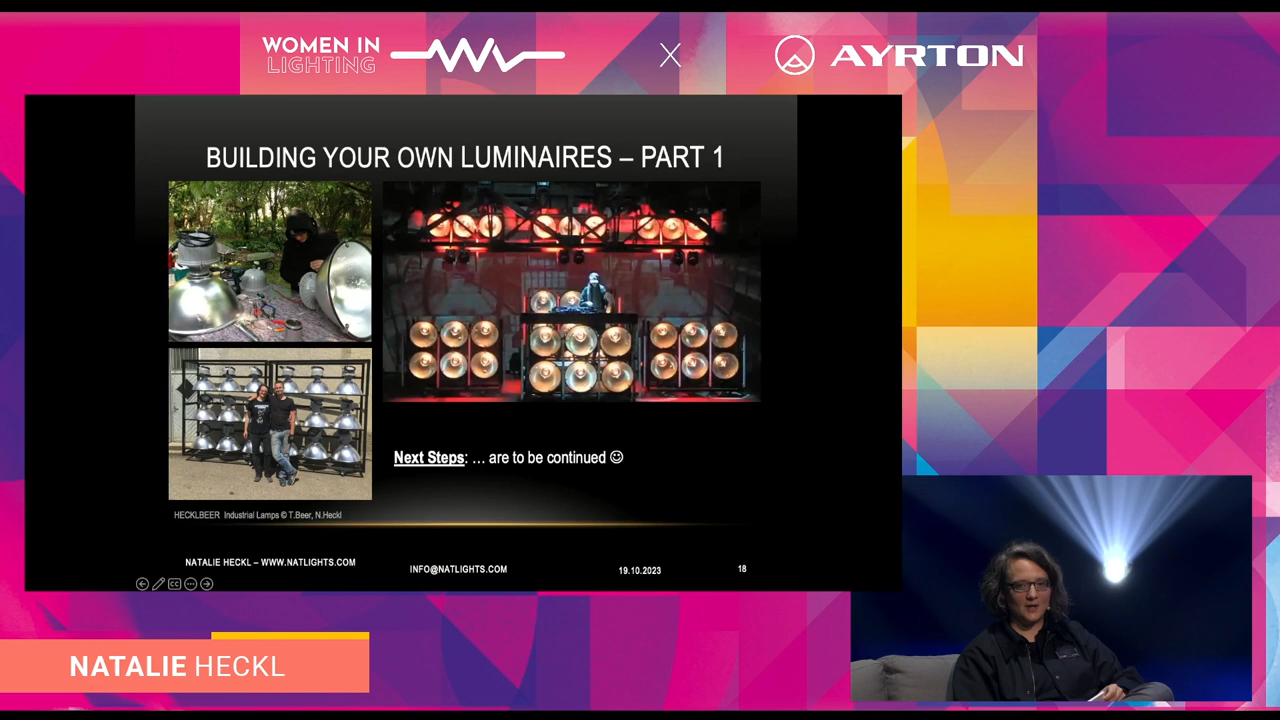 WOMEN IN
LIGHTING
X
AYRTON
BUILDING YOUR OWN LUMINAIRES – PART 1
Next Steps: … are to be continued ☺
HECKLBEER Industrial Lamps © T.Beer, N.Heckl
NATALIE HECKL – WWW.NATLIGHTS.COM
INFO@NATLIGHTS.COM
19.10.2023
18
CC
NATALIE HECKL